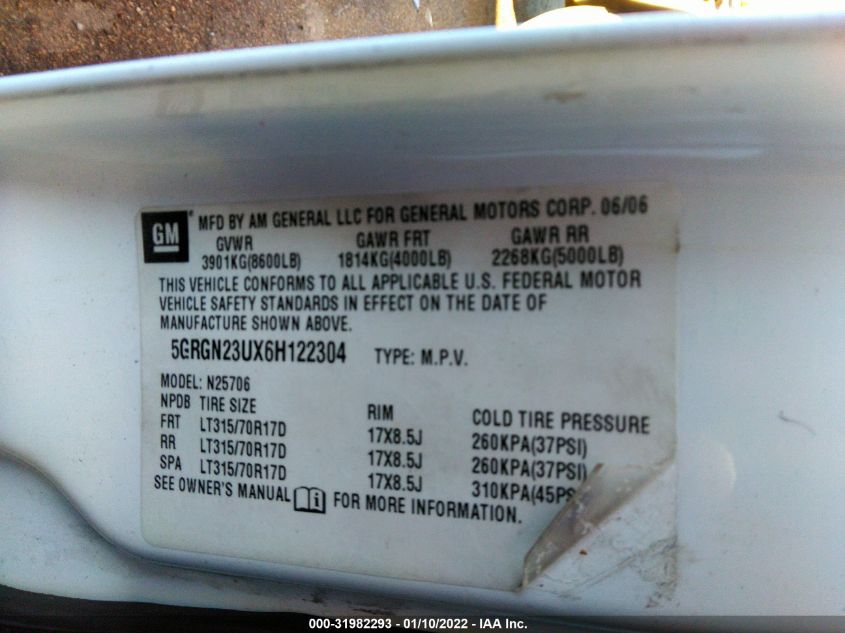 GM ® MFD BY AM GENERAL LLC FOR GENERAL MOTORS CORP. 06/06
GVWR GAWR FRT GAWR RR
3901KG(8600LB) 1814KG(4000LB) 2268KG(5000LB)
THIS VEHICLE CONFORMS TO ALL APPLICABLE U.S. FEDERAL MOTOR
VEHICLE SAFETY STANDARDS IN EFFECT ON THE DATE OF
MANUFACTURE SHOWN ABOVE.
5GRGN23UX6H122304 TYPE: M.P.V.
MODEL: N25706
NPDB TIRE SIZE RIM COLD TIRE PRESSURE
FRT LT315/70R17D 17X8.5J 260KPA(37PSI)
RR LT315/70R17D 17X8.5J 260KPA(37PSI)
SPA LT315/70R17D 17X8.5J 310KPA(45PS
SEE OWNER'S MANUAL FOR MORE INFORMATION.
000-31982293 - 01/10/2022 - IAA Inc.